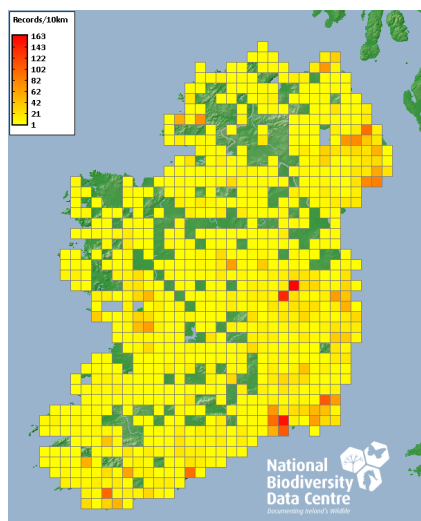 Records/10km
163
143
122
102
82
62
42
21
1
National
Biodiversity
Data Centre
Documenting Ireland's Wildlife